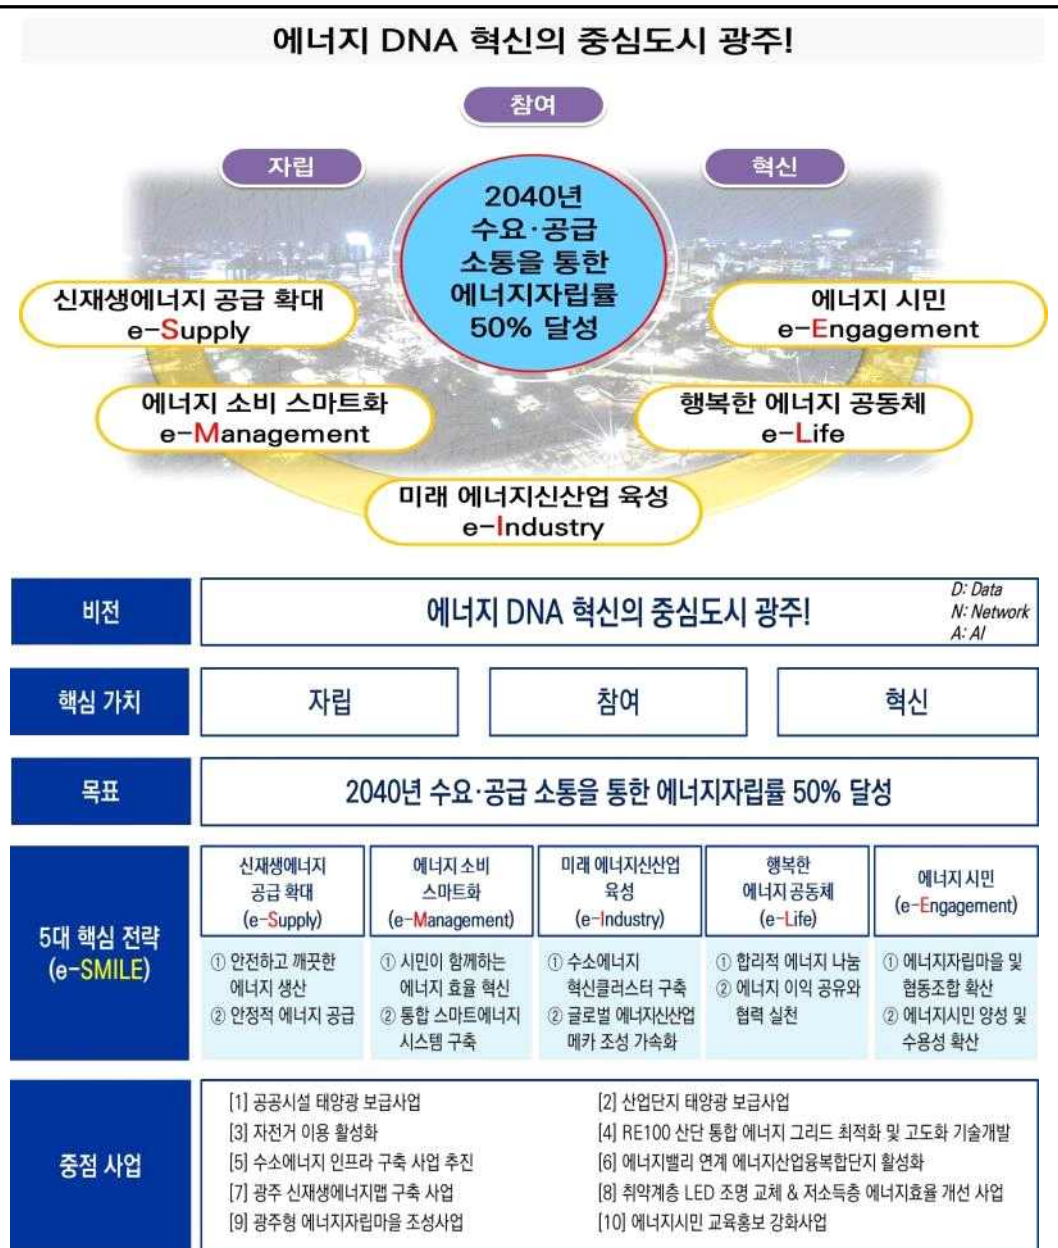 에너지 DNA 혁신의 중심도시 광주!
참여
자립
혁신
2040년
수요·공급
소통을 통한
에너지자립률
50% 달성
신재생에너지 공급 확대
e-Supply
에너지 시민
e-Engagement
에너지 소비 스마트화
e-Management
행복한 에너지 공동체
e-Life
미래 에너지신산업 육성
e-Industry
비전
에너지 DNA 혁신의 중심도시 광주!
D: Data
N: Network
A: AI
핵심 가치
자립
참여
혁신
목표
2040년 수요·공급 소통을 통한 에너지자립률 50% 달성
5대 핵심 전략
(e-SMILE)
신재생에너지
공급 확대
(e-Supply)
에너지 소비
스마트화
(e-Management)
미래 에너지신산업
육성
(e-Industry)
행복한
에너지 공동체
(e-Life)
에너지 시민
(e-Engagement)
① 안전하고 깨끗한
에너지 생산
② 안정적 에너지 공급
① 시민이 함께하는
에너지 효율 혁신
② 통합 스마트에너지
시스템 구축
① 수소에너지
혁신클러스터 구축
② 글로벌 에너지신산업
메카 조성 가속화
① 합리적 에너지 나눔
② 에너지 이익 공유와
협력 실천
① 에너지자립마을 및
협동조합 확산
② 에너지시민 양성 및
수용성 확산
중점 사업
[1] 공공시설 태양광 보급사업
[2] 산업단지 태양광 보급사업
[3] 자전거 이용 활성화
[4] RE100 산단 통합 에너지 그리드 최적화 및 고도화 기술개발
[5] 수소에너지 인프라 구축 사업 추진
[6] 에너지밸리 연계 에너지산업융복합단지 활성화
[7] 광주 신재생에너지맵 구축 사업
[8] 취약계층 LED 조명 교체 & 저소득층 에너지효율 개선 사업
[9] 광주형 에너지자립마을 조성사업
[10] 에너지시민 교육홍보 강화사업